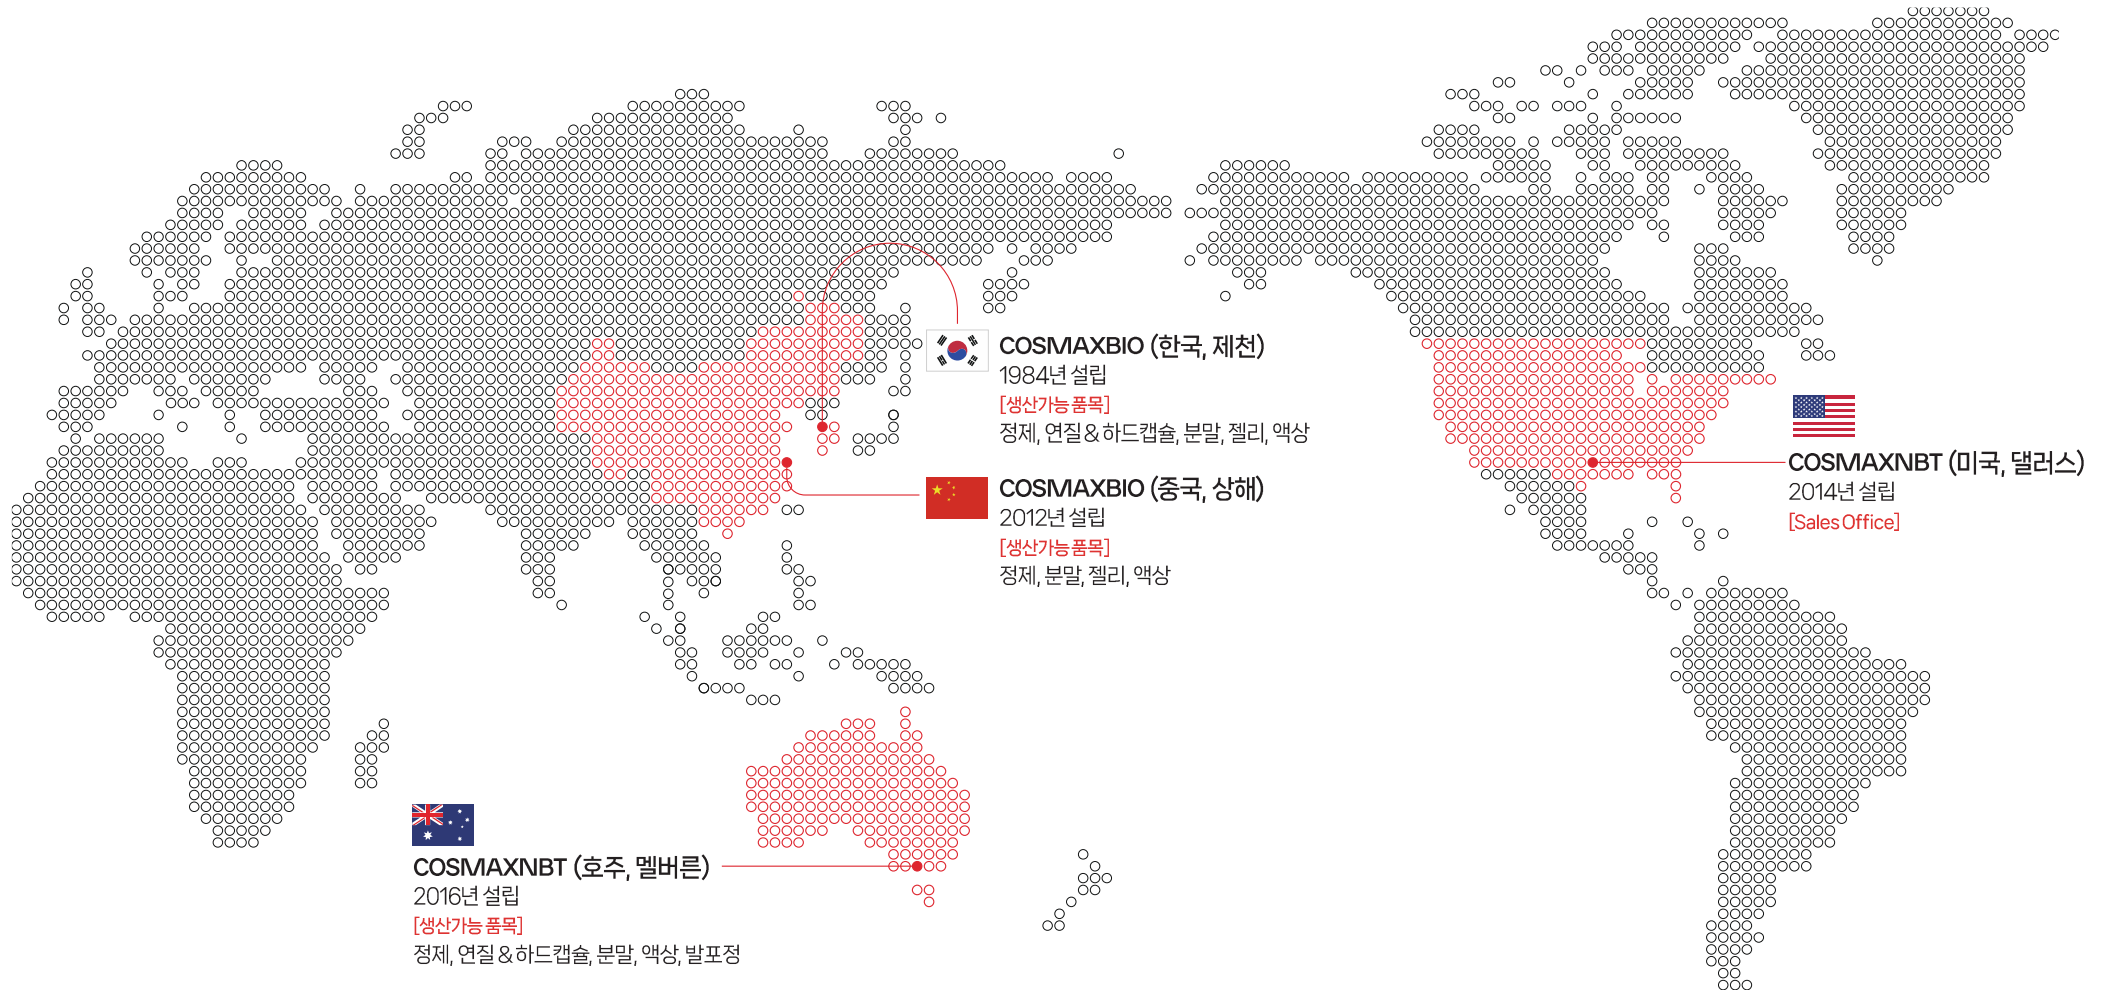 COSMAXBIO (한국, 제천)
1984년 설립
[생산가능 품목]
정제, 연질 & 하드캡슐, 분말, 젤리, 액상
COSMAXBIO (중국, 상해)
2012년 설립
[생산가능 품목]
정제, 분말, 젤리, 액상
COSMAXNBT (미국, 댈러스)
2014년 설립
[Sales Office]
COSMAXNBT (호주, 멜버른)
2016년 설립
[생산가능 품목]
정제, 연질 & 하드캡슐, 분말, 액상, 발포정